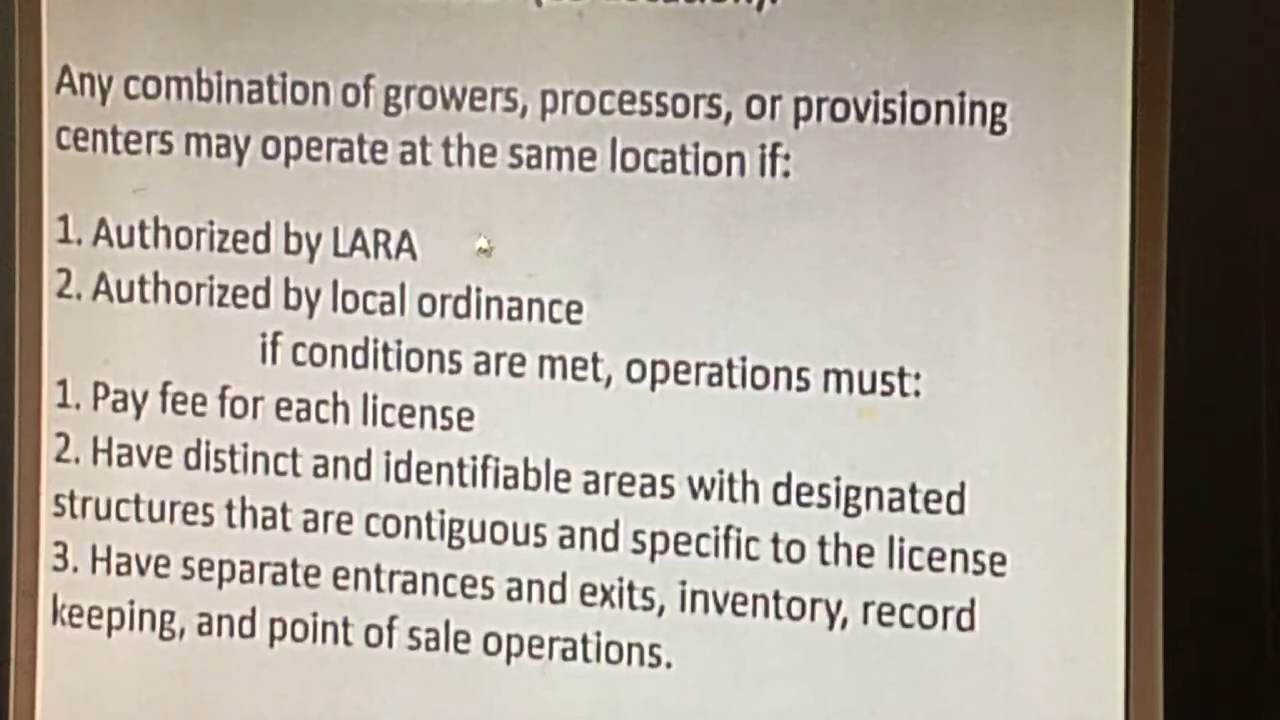 Any combination of growers, processors, or provisioning
centers may operate at the same location if:
1. Authorized by LARA
2. Authorized by local ordinance
if conditions are met, operations must:
1. Pay fee for each license
2. Have distinct and identifiable areas with designated
structures that are contiguous and specific to the license
3. Have separate entrances and exits, inventory, record
keeping, and point of sale operations.